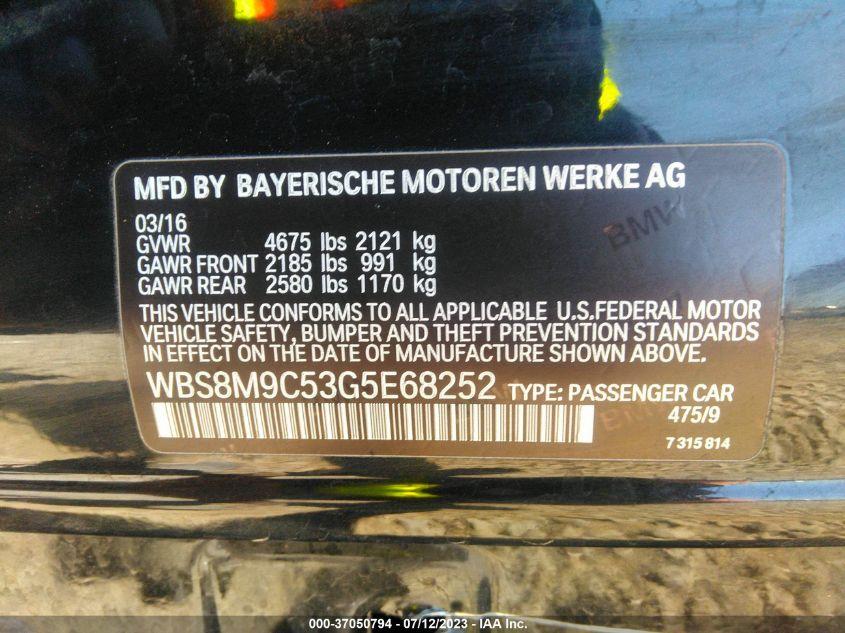 MFD BY BAYERISCHE MOTOREN WERKE AG
03/16
GVWR 4675 lbs 2121 kg
GAWR FRONT 2185 lbs 991 kg
GAWR REAR 2580 lbs 1170 kg
THIS VEHICLE CONFORMS TO ALL APPLICABLE U.S.FEDERAL MOTOR
VEHICLE SAFETY, BUMPER AND THEFT PREVENTION STANDARDS
IN EFFECT ON THE DATE OF MANUFACTURE SHOWN ABOVE.
WBS8M9C53G5E68252 TYPE: PASSENGER CAR
475/9
7 315 814
BMW
BMW
000-37050794 - 07/12/2023 - IAA Inc.